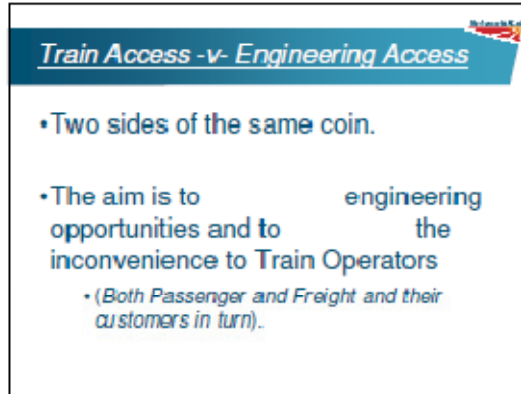 Train Access -v- Engineering Access
•Two sides of the same coin.
•The aim is to engineering
opportunities and to the
inconvenience to Train Operators
•(Both Passenger and Freight and their
customers in turn)..